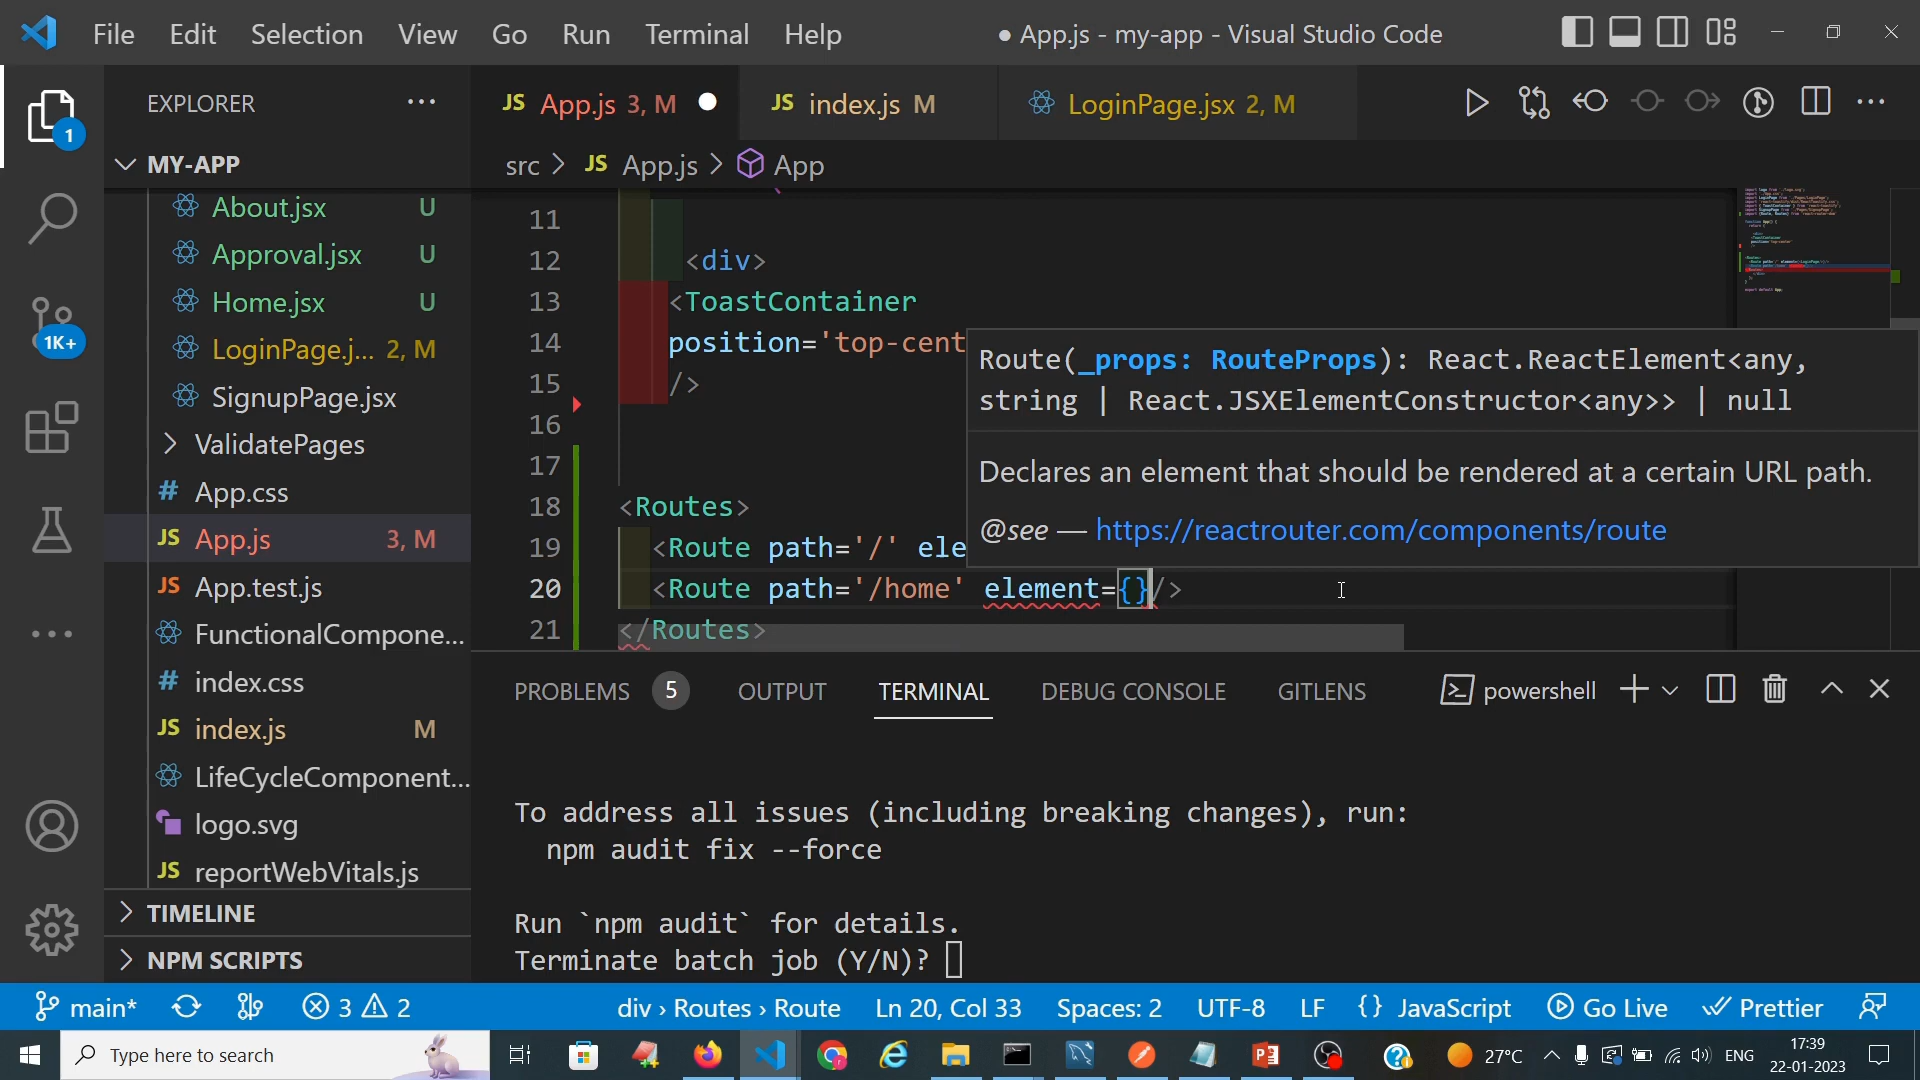 File Edit Selection View Go Run Terminal Help
● App.js - my-app - Visual Studio Code
EXPLORER
JS App.js 3, M
JS index.js M
LoginPage.jsx 2, M
1
MY-APP
src > JS App.js > App
About.jsx U
Approval.jsx U
Home.jsx U
LoginPage.j... 2, M
SignupPage.jsx
ValidatePages
# App.css
JS App.js 3, M
JS App.test.js
FunctionalCompone...
# index.css
JS index.js M
LifeCycleComponent...
logo.svg
JS reportWebVitals.js
TIMELINE
NPM SCRIPTS
1K+
11
12 <div>
13 <ToastContainer
14 position='top-cent
15 />
16
17
18 <Routes>
19 <Route path='/' ele
20 <Route path='/home' element={}/>
21 </Routes>
Route(_props: RouteProps): React.ReactElement<any,
string | React.JSXElementConstructor<any>> | null
Declares an element that should be rendered at a certain URL path.
@see — https://reactrouter.com/components/route
PROBLEMS 5 OUTPUT TERMINAL DEBUG CONSOLE GITLENS
powershell
To address all issues (including breaking changes), run:
npm audit fix --force
Run `npm audit` for details.
Terminate batch job (Y/N)?
main* 3 2 div › Routes › Route Ln 20, Col 33 Spaces: 2 UTF-8 LF {} JavaScript Go Live Prettier
Type here to search
27°C ENG
17:39
22-01-2023